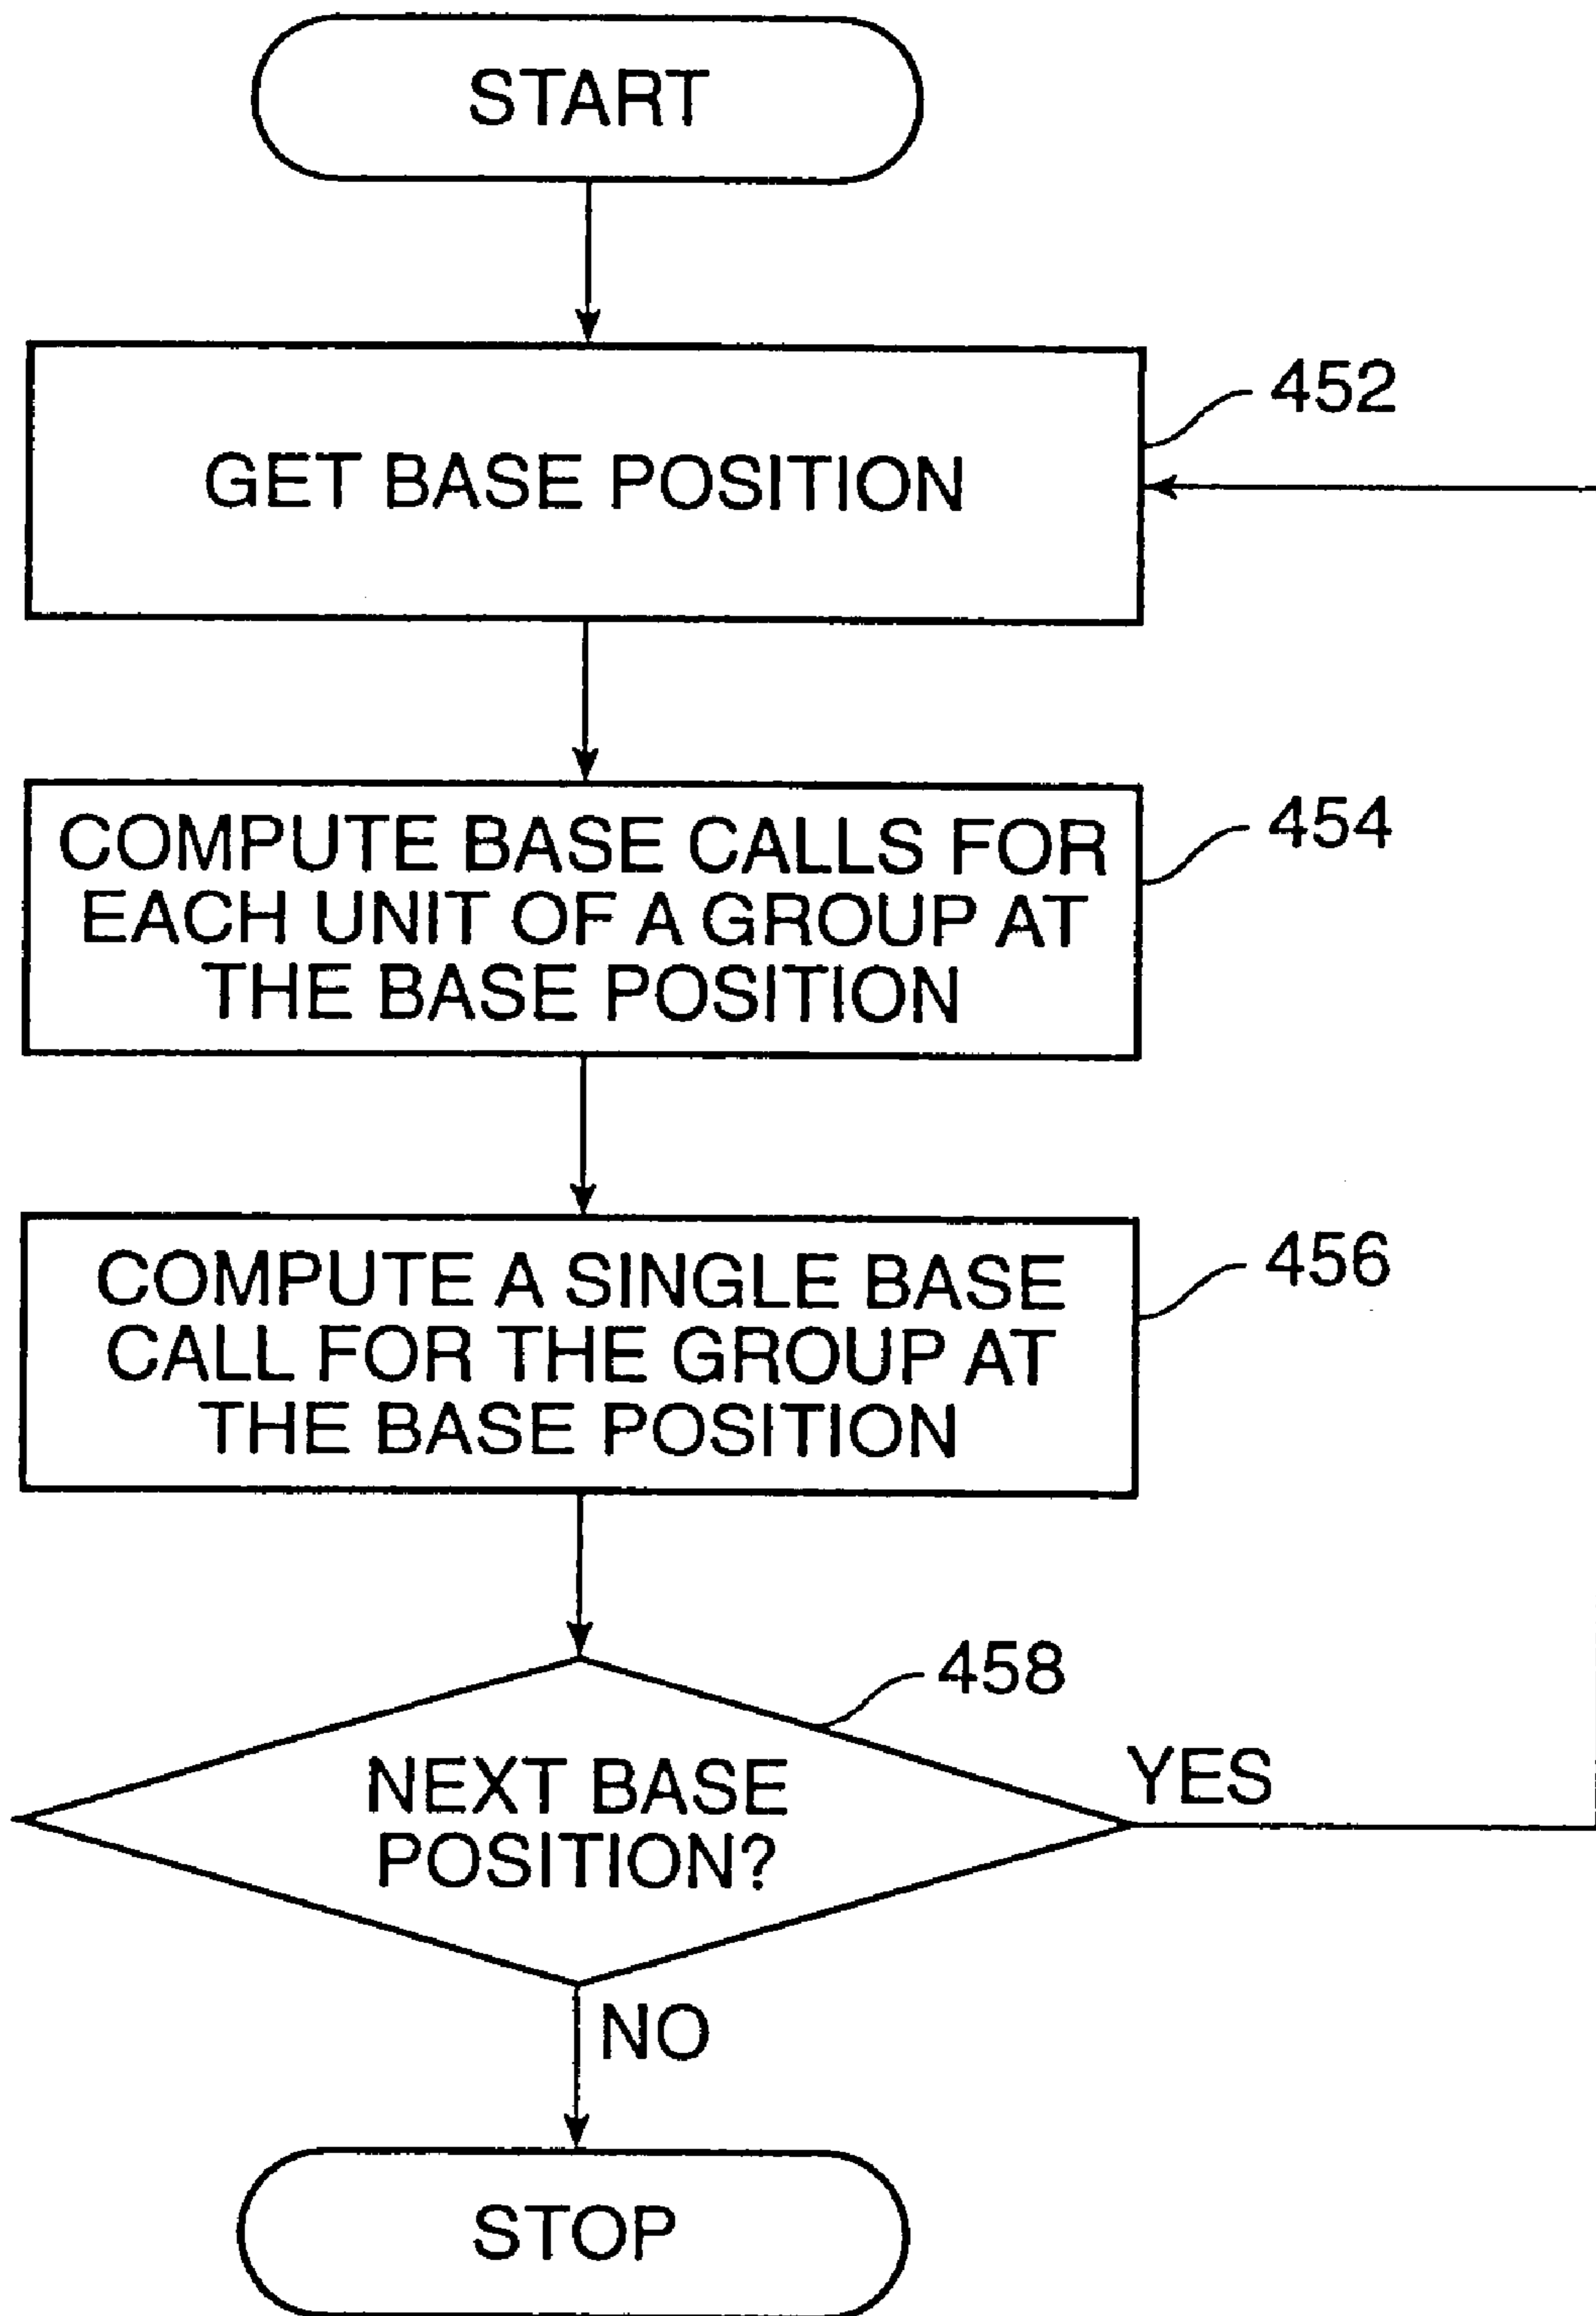 START
452
GET BASE POSITION
454
COMPUTE BASE CALLS FOR
EACH UNIT OF A GROUP AT
THE BASE POSITION
456
COMPUTE A SINGLE BASE
CALL FOR THE GROUP AT
THE BASE POSITION
458
NEXT BASE
POSITION?
YES
NO
STOP